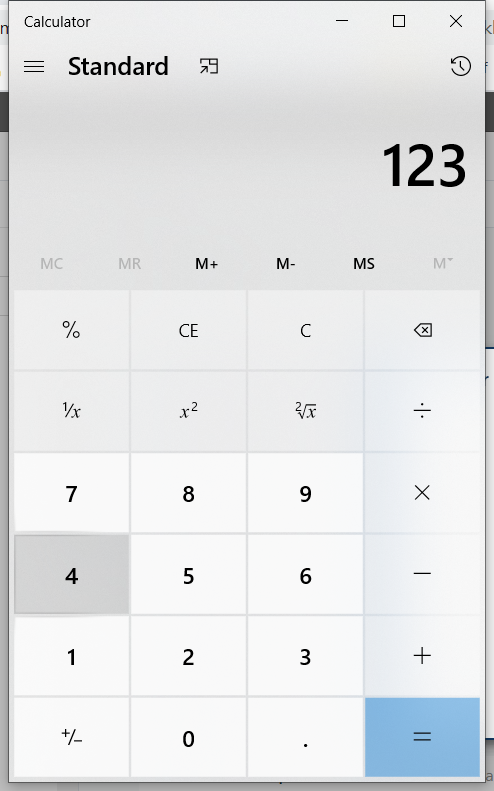 Calculator
Standard
123
MC MR M+ M- MS M˅
% CE C
¹/x x² ²√x ÷
7 8 9 ×
4 5 6 −
1 2 3 +
+/− 0 . =